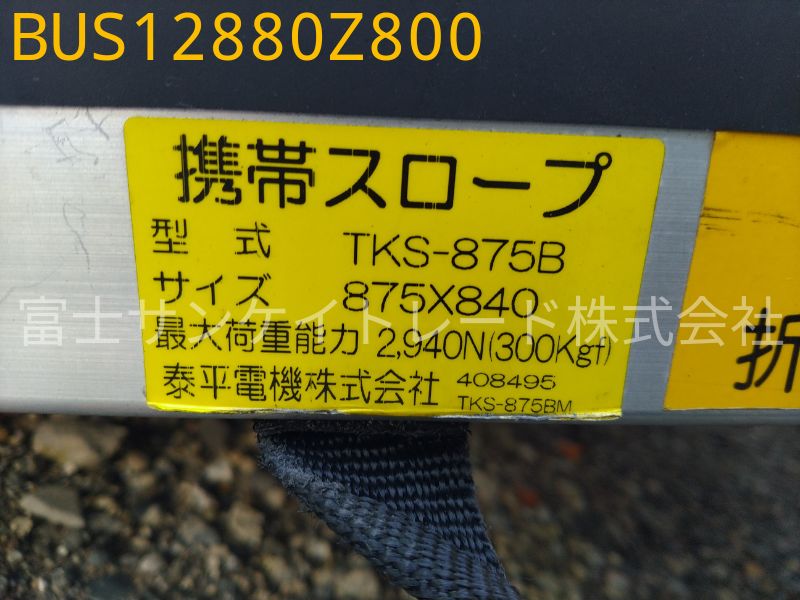 BUS12880Z800
携帯スロープ
型 式 TKS-875B
サイズ 875X840
富士サンケイトレード株式会社
最大荷重能力 2,940N(300Kgf)
泰平電機株式会社 408495
TKS-875BM
折